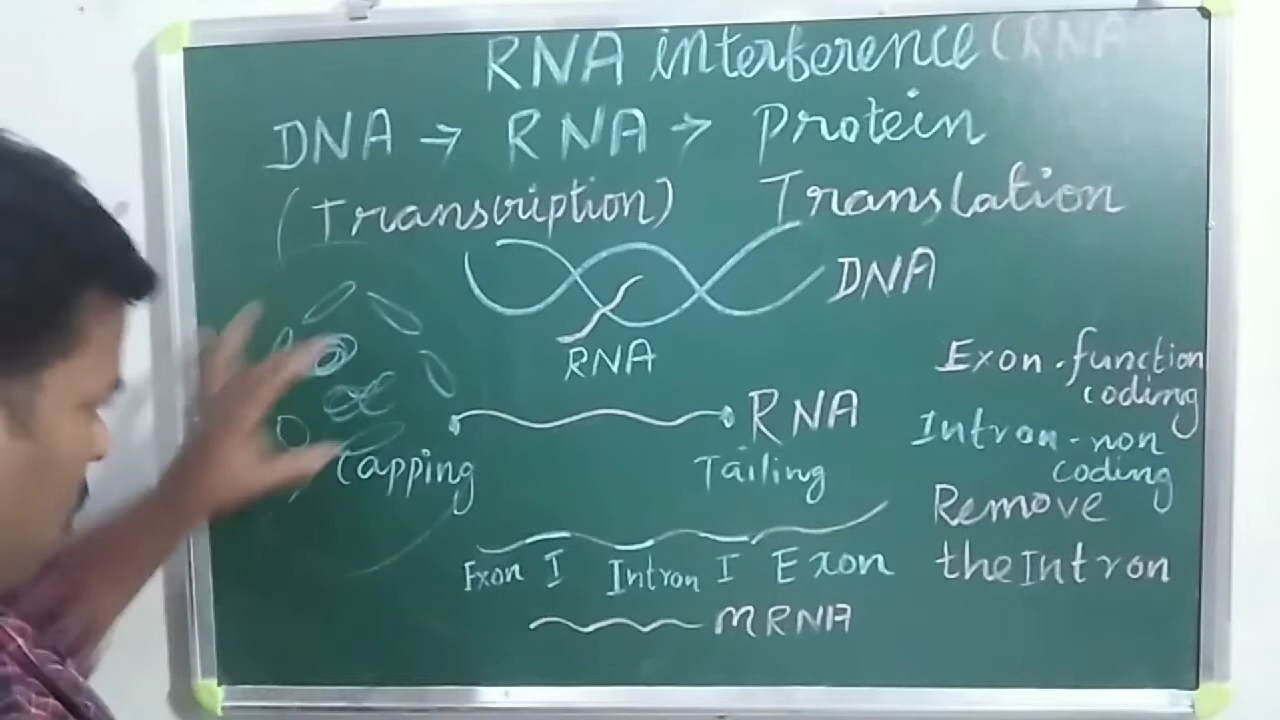 RNA interference (RNA
DNA → RNA → Protein
(Transcription) Translation
DNA
RNA
Exon - function
coding
RNA
Intron - non
coding
Capping
Tailing
Remove
the Intron
Exon I Intron I Exon
mRNA